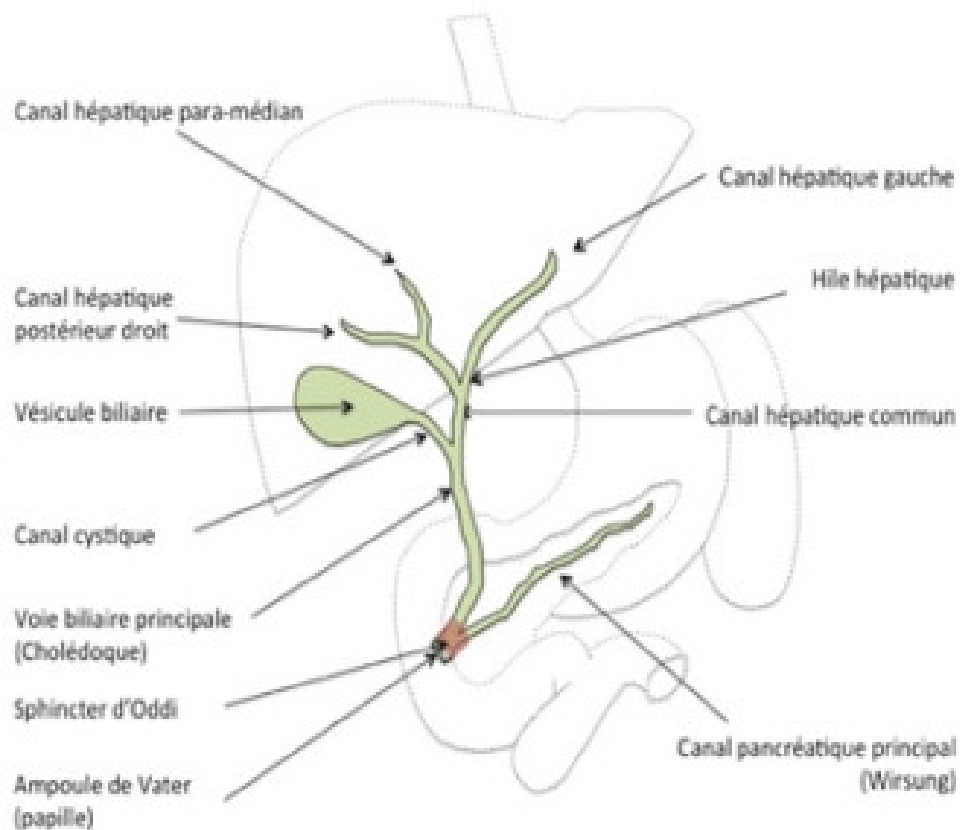 Canal hépatique para-médian
Canal hépatique gauche
Hile hépatique
Canal hépatique
postérieur droit
Vésicule biliaire
Canal hépatique commun
Canal cystique
Voie biliaire principale
(Cholédoque)
Sphincter d'Oddi
Canal pancréatique principal
(Wirsung)
Ampoule de Vater
(papille)